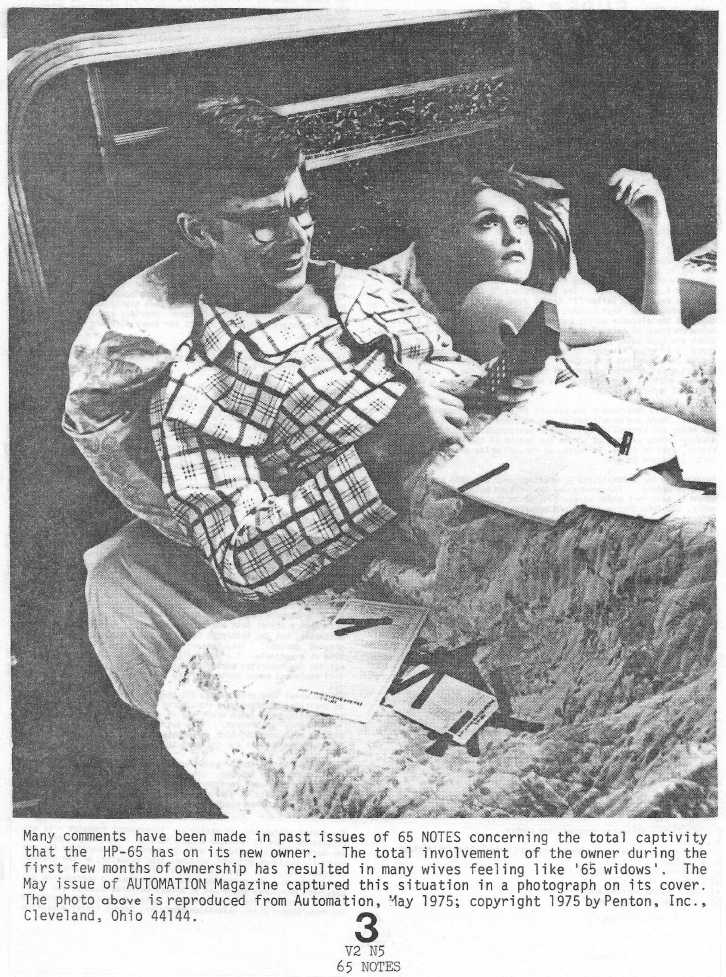 Many comments have been made in past issues of 65 NOTES concerning the total captivity
that the HP-65 has on its new owner. The total involvement of the owner during the
first few months of ownership has resulted in many wives feeling like '65 widows'. The
May issue of AUTOMATION Magazine captured this situation in a photograph on its cover.
The photo above is reproduced from Automation, May 1975; copyright 1975 by Penton, Inc.,
Cleveland, Ohio 44144.
3
V2 N5
65 NOTES